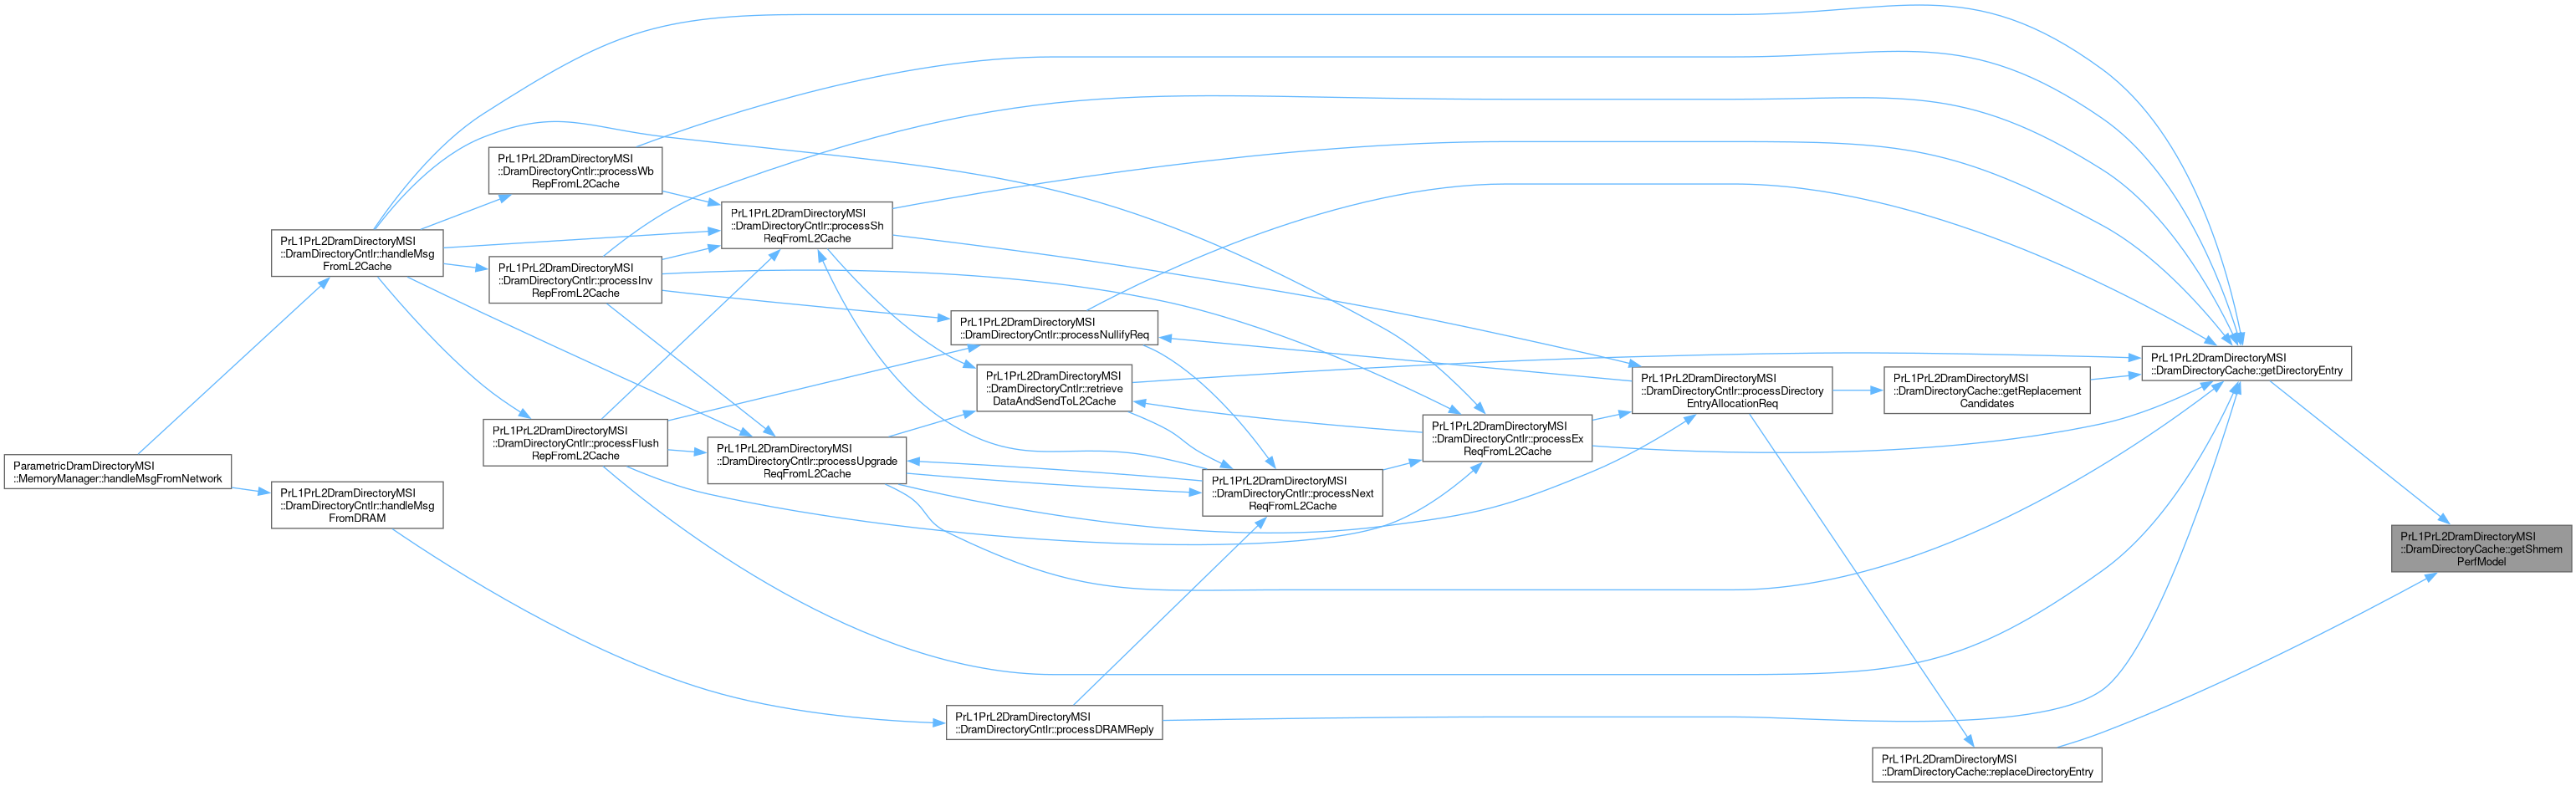 PrL1PrL2DramDirectoryMSI
::DramDirectoryCntlr::processWb
RepFromL2Cache
PrL1PrL2DramDirectoryMSI
::DramDirectoryCntlr::processSh
ReqFromL2Cache
PrL1PrL2DramDirectoryMSI
::DramDirectoryCntlr::handleMsg
FromL2Cache
PrL1PrL2DramDirectoryMSI
::DramDirectoryCntlr::processInv
RepFromL2Cache
PrL1PrL2DramDirectoryMSI
::DramDirectoryCntlr::processNullifyReq
PrL1PrL2DramDirectoryMSI
::DramDirectoryCache::getDirectoryEntry
PrL1PrL2DramDirectoryMSI
::DramDirectoryCntlr::retrieve
DataAndSendToL2Cache
PrL1PrL2DramDirectoryMSI
::DramDirectoryCntlr::processDirectory
EntryAllocationReq
PrL1PrL2DramDirectoryMSI
::DramDirectoryCache::getReplacement
Candidates
PrL1PrL2DramDirectoryMSI
::DramDirectoryCntlr::processEx
ReqFromL2Cache
PrL1PrL2DramDirectoryMSI
::DramDirectoryCntlr::processFlush
RepFromL2Cache
PrL1PrL2DramDirectoryMSI
::DramDirectoryCntlr::processUpgrade
ReqFromL2Cache
ParametricDramDirectoryMSI
::MemoryManager::handleMsgFromNetwork
PrL1PrL2DramDirectoryMSI
::DramDirectoryCntlr::handleMsg
FromDRAM
PrL1PrL2DramDirectoryMSI
::DramDirectoryCntlr::processNext
ReqFromL2Cache
PrL1PrL2DramDirectoryMSI
::DramDirectoryCache::getShmem
PerfModel
PrL1PrL2DramDirectoryMSI
::DramDirectoryCntlr::processDRAMReply
PrL1PrL2DramDirectoryMSI
::DramDirectoryCache::replaceDirectoryEntry